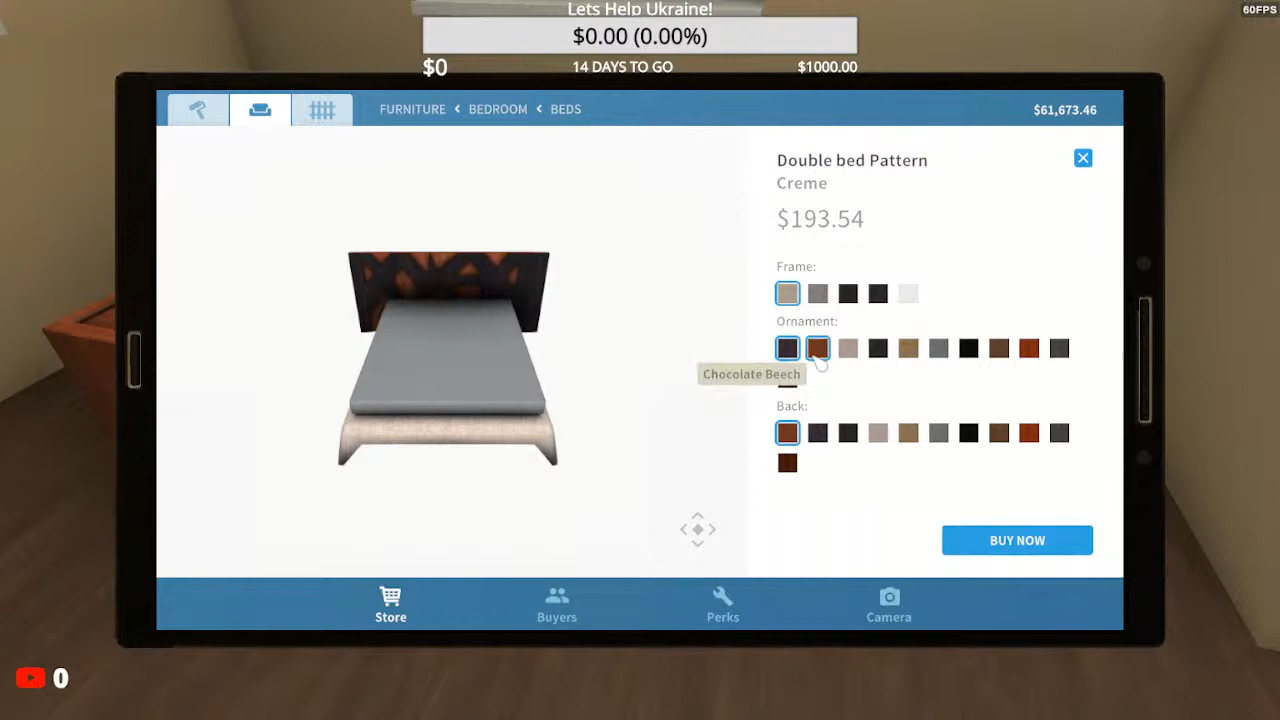 Lets Help Ukraine!
60FPS
$0.00 (0.00%)
$0 14 DAYS TO GO $1000.00
FURNITURE < BEDROOM < BEDS $61,673.46
Double bed Pattern
Creme
$193.54
Frame:
Ornament:
Chocolate Beech
Back:
BUY NOW
Store Buyers Perks Camera
0